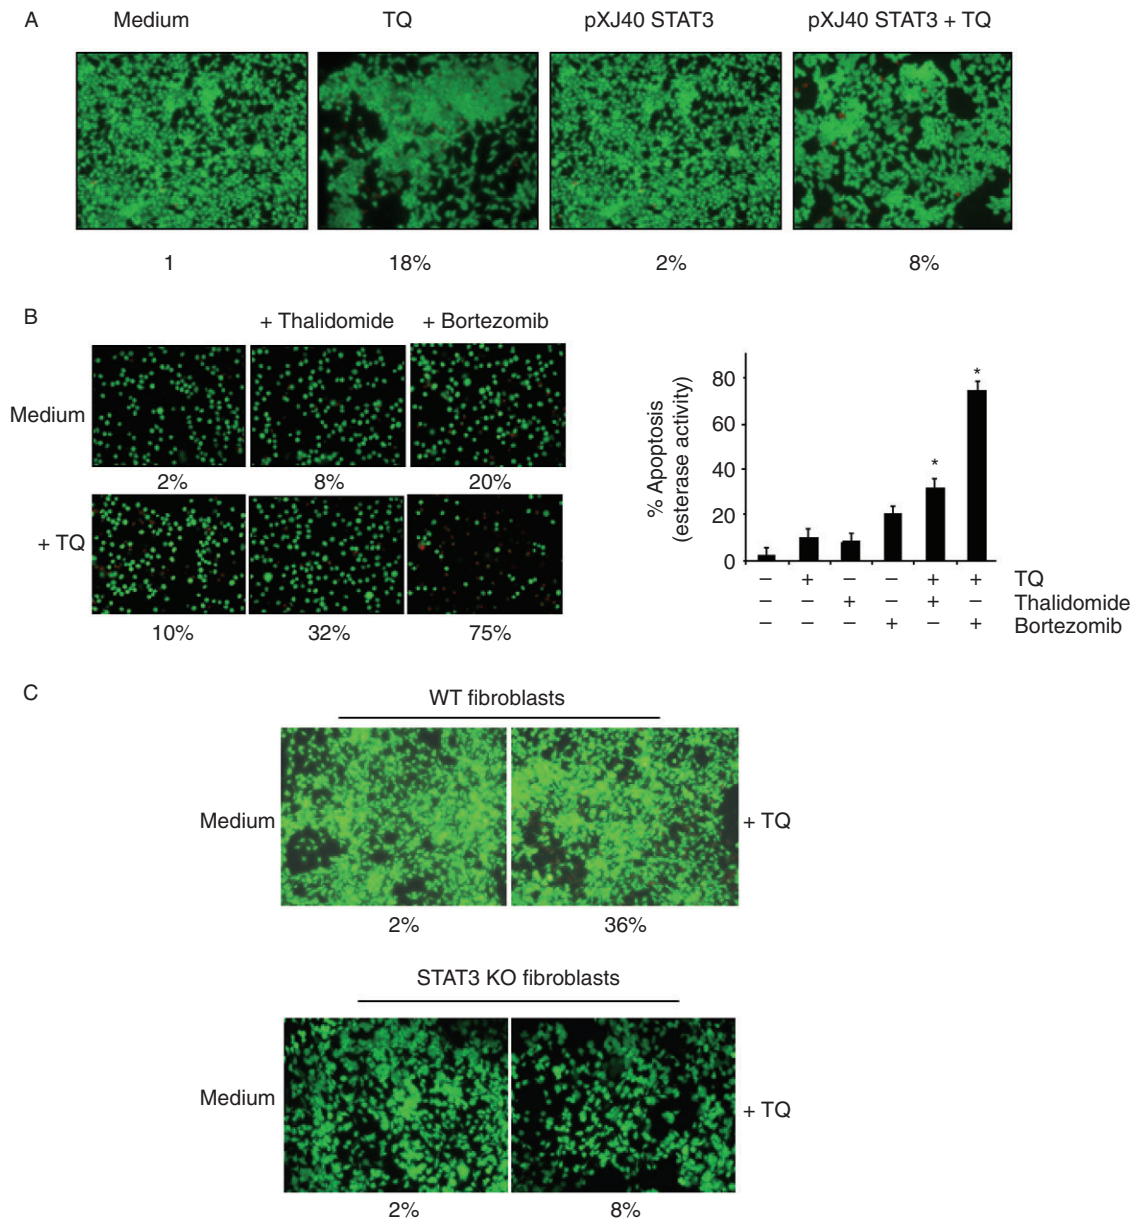 A
Medium TQ pXJ40 STAT3 pXJ40 STAT3 + TQ
1 18% 2% 8%
B
+ Thalidomide + Bortezomib
Medium
2% 8% 20%
+ TQ
10% 32% 75%
% Apoptosis
(esterase activity)
80
60
40
20
0
*
*
– + – – + + TQ
– – + – + – Thalidomide
– – – + – + Bortezomib
C
WT fibroblasts
Medium + TQ
2% 36%
STAT3 KO fibroblasts
Medium + TQ
2% 8%